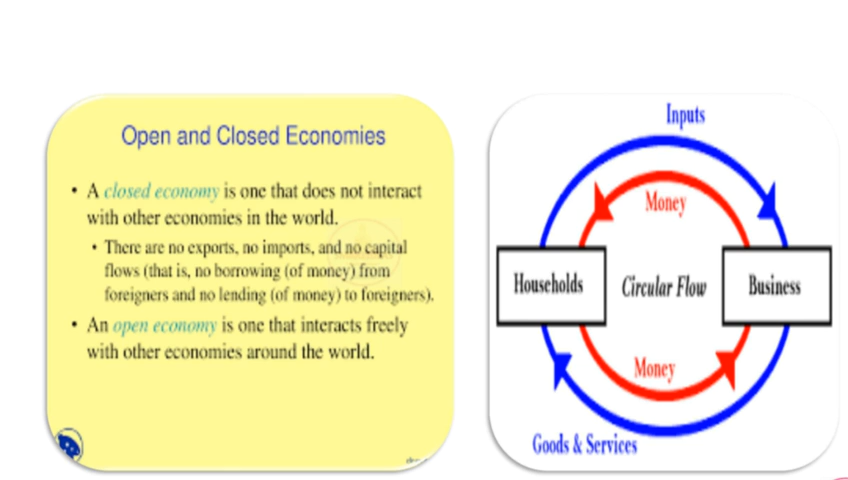 Open and Closed Economies
• A closed economy is one that does not interact
with other economies in the world.
• There are no exports, no imports, and no capital
flows (that is, no borrowing (of money) from
foreigners and no lending (of money) to foreigners).
• An open economy is one that interacts freely
with other economies around the world.
Inputs
Money
Households
Circular Flow
Business
Money
Goods & Services